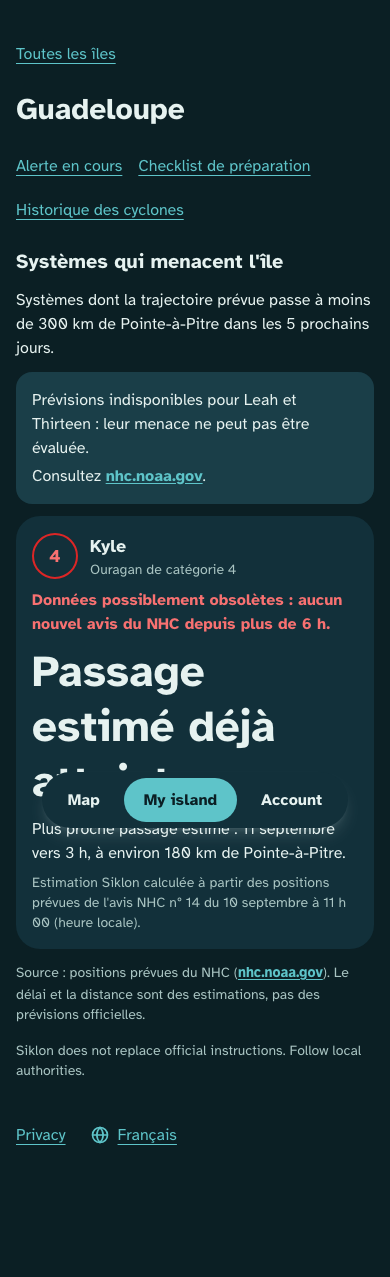 Toutes les îles
Guadeloupe
Alerte en cours Checklist de préparation
Historique des cyclones
Systèmes qui menacent l'île
Systèmes dont la trajectoire prévue passe à moins
de 300 km de Pointe-à-Pitre dans les 5 prochains
jours.
Prévisions indisponibles pour Leah et
Thirteen : leur menace ne peut pas être
évaluée.
Consultez nhc.noaa.gov.
4
Kyle
Ouragan de catégorie 4
Données possiblement obsolètes : aucun
nouvel avis du NHC depuis plus de 6 h.
Passage
estimé déjà
Map My island Account
Plus proche passage estimé : 11 septembre
vers 3 h, à environ 180 km de Pointe-à-Pitre.
Estimation Siklon calculée à partir des positions
prévues de l'avis NHC n° 14 du 10 septembre à 11 h
00 (heure locale).
Source : positions prévues du NHC (nhc.noaa.gov). Le
délai et la distance sont des estimations, pas des
prévisions officielles.
Siklon does not replace official instructions. Follow local
authorities.
Privacy Français